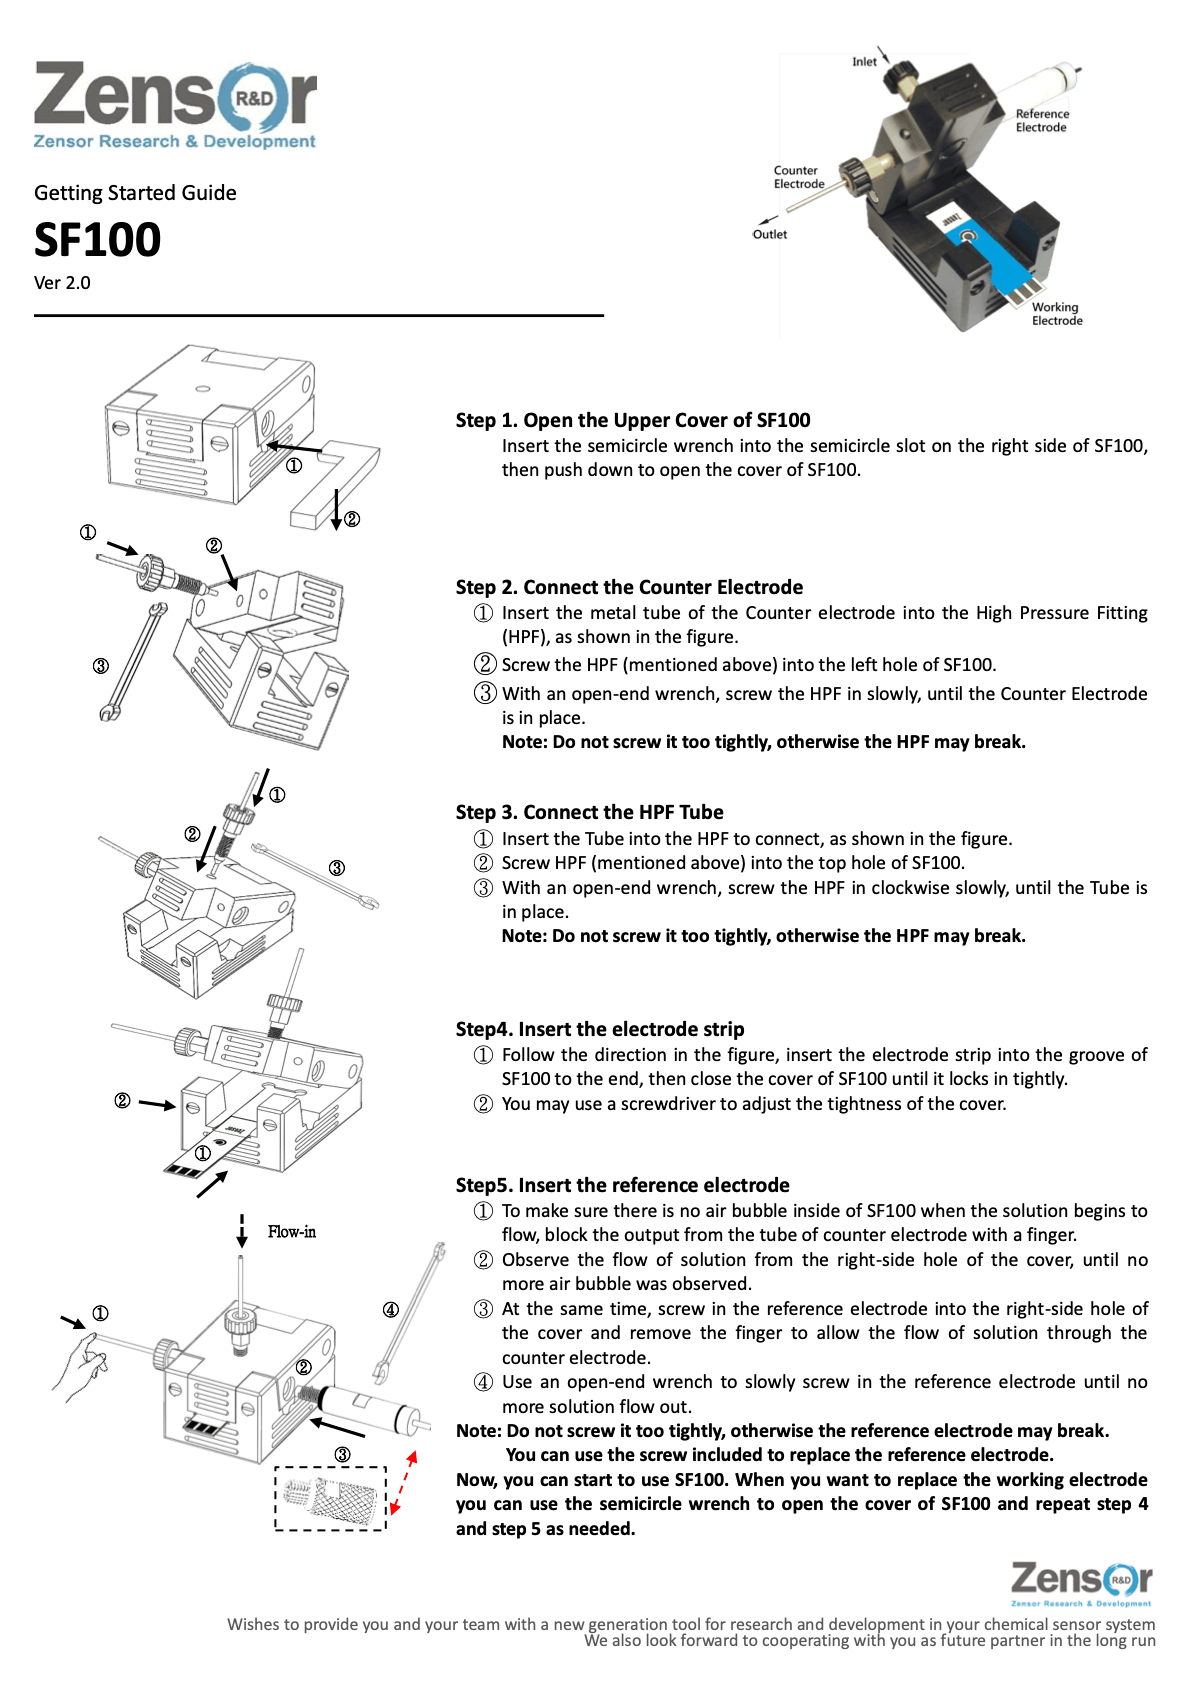 Zensor
R&D
Zensor Research & Development
Inlet
Reference
Electrode
Counter
Electrode
Outlet
Working
Electrode
Getting Started Guide
SF100
Ver 2.0
①
②
Step 1. Open the Upper Cover of SF100
Insert the semicircle wrench into the semicircle slot on the right side of SF100,
then push down to open the cover of SF100.
①
②
③
Step 2. Connect the Counter Electrode
① Insert the metal tube of the Counter electrode into the High Pressure Fitting
(HPF), as shown in the figure.
② Screw the HPF (mentioned above) into the left hole of SF100.
③ With an open-end wrench, screw the HPF in slowly, until the Counter Electrode
is in place.
Note: Do not screw it too tightly, otherwise the HPF may break.
①
②
③
Step 3. Connect the HPF Tube
① Insert the Tube into the HPF to connect, as shown in the figure.
② Screw HPF (mentioned above) into the top hole of SF100.
③ With an open-end wrench, screw the HPF in clockwise slowly, until the Tube is
in place.
Note: Do not screw it too tightly, otherwise the HPF may break.
②
①
Step4. Insert the electrode strip
① Follow the direction in the figure, insert the electrode strip into the groove of
SF100 to the end, then close the cover of SF100 until it locks in tightly.
② You may use a screwdriver to adjust the tightness of the cover.
Flow-in
①
④
②
③
Step5. Insert the reference electrode
① To make sure there is no air bubble inside of SF100 when the solution begins to
flow, block the output from the tube of counter electrode with a finger.
② Observe the flow of solution from the right-side hole of the cover, until no
more air bubble was observed.
③ At the same time, screw in the reference electrode into the right-side hole of
the cover and remove the finger to allow the flow of solution through the
counter electrode.
④ Use an open-end wrench to slowly screw in the reference electrode until no
more solution flow out.
Note: Do not screw it too tightly, otherwise the reference electrode may break.
You can use the screw included to replace the reference electrode.
Now, you can start to use SF100. When you want to replace the working electrode
you can use the semicircle wrench to open the cover of SF100 and repeat step 4
and step 5 as needed.
Zensor
R&D
Zensor Research & Development
Wishes to provide you and your team with a new generation tool for research and development in your chemical sensor system
We also look forward to cooperating with you as future partner in the long run